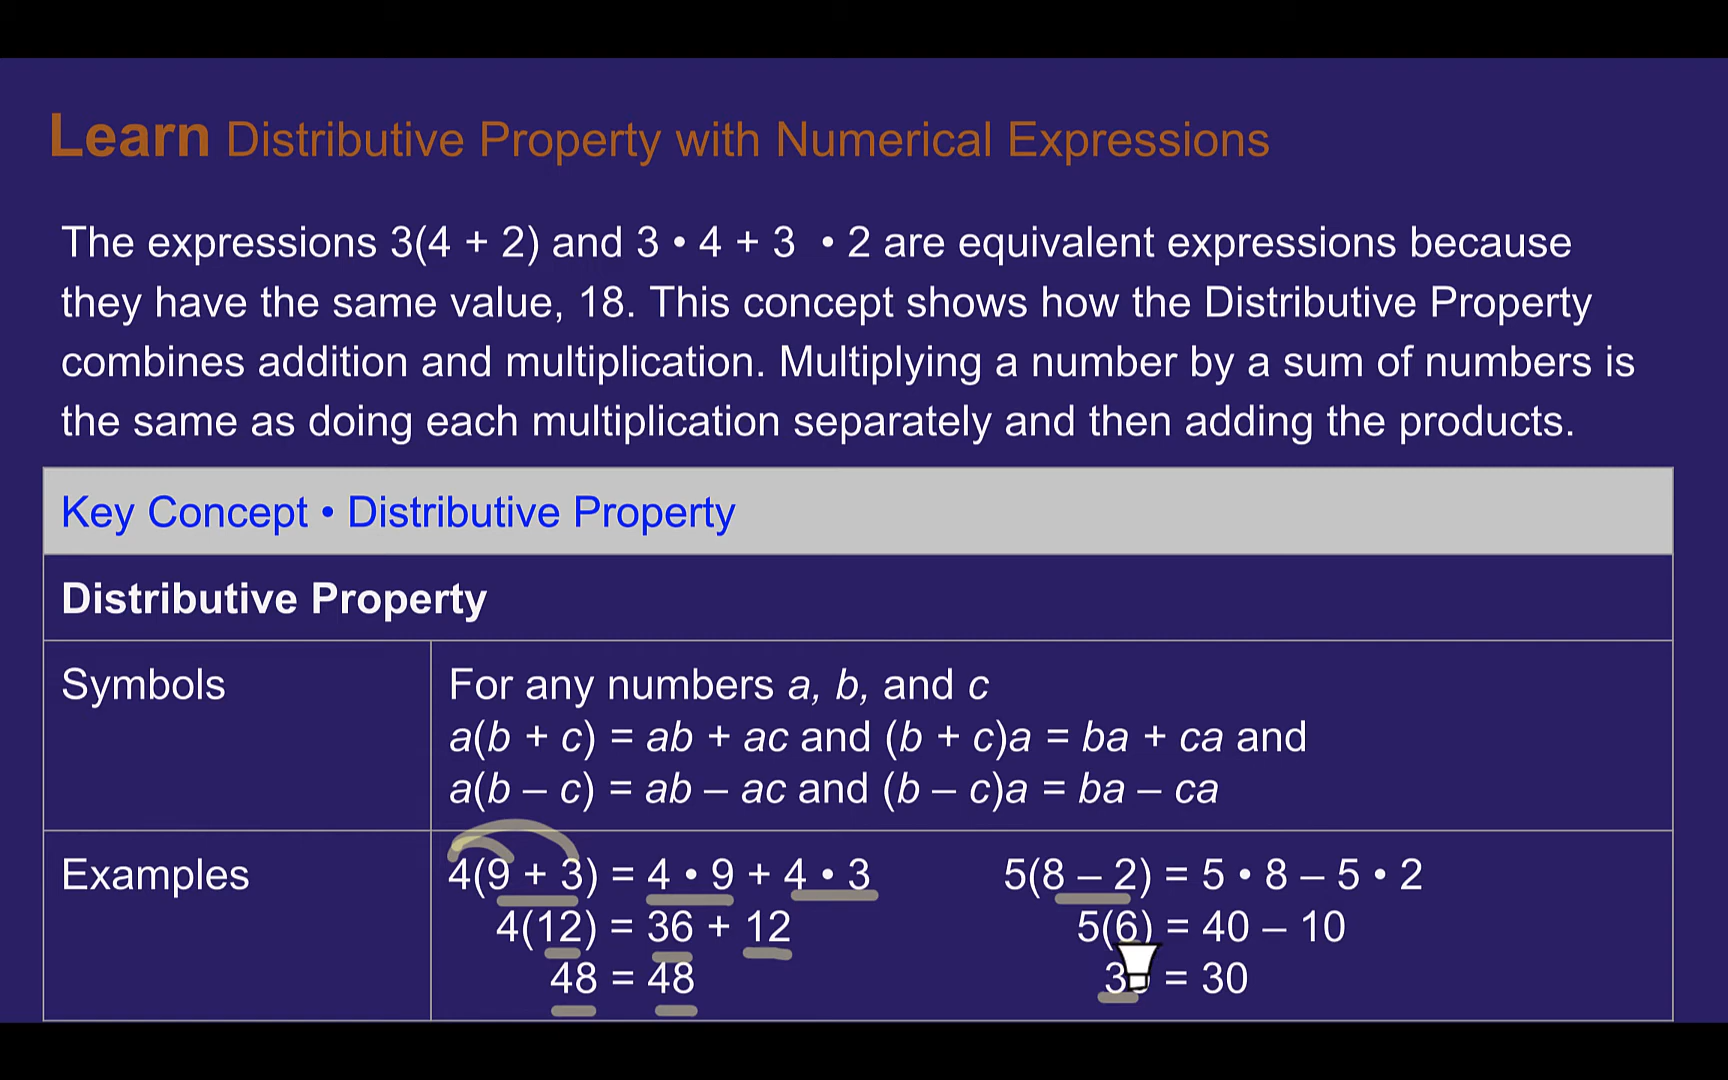 Learn Distributive Property with Numerical Expressions
The expressions 3(4 + 2) and 3 • 4 + 3 • 2 are equivalent expressions because
they have the same value, 18. This concept shows how the Distributive Property
combines addition and multiplication. Multiplying a number by a sum of numbers is
the same as doing each multiplication separately and then adding the products.
Key Concept • Distributive Property
Distributive Property
Symbols
For any numbers a, b, and c
a(b + c) = ab + ac and (b + c)a = ba + ca and
a(b – c) = ab – ac and (b – c)a = ba – ca
Examples
4(9 + 3) = 4 • 9 + 4 • 3
4(12) = 36 + 12
48 = 48
5(8 – 2) = 5 • 8 – 5 • 2
5(6) = 40 – 10
30 = 30